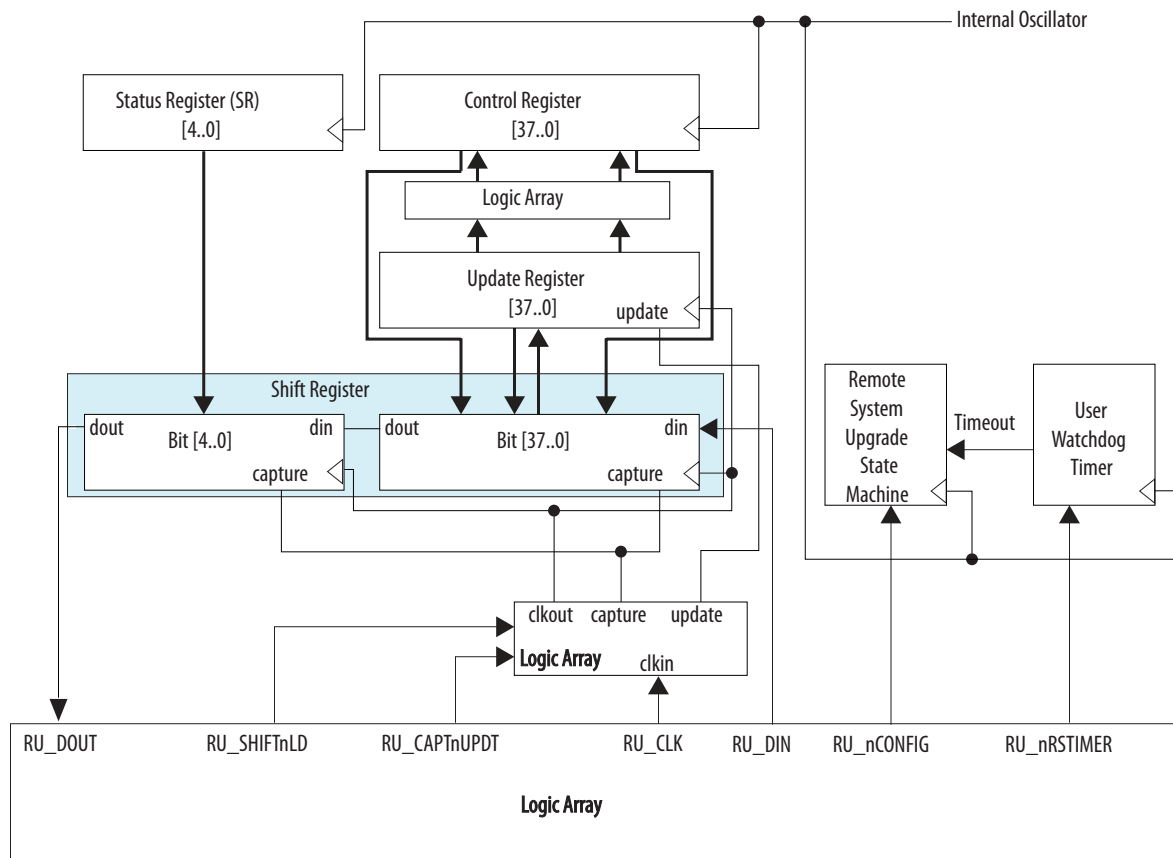 Internal Oscillator
Status Register (SR)
[4..0]
Control Register
[37..0]
Logic Array
Update Register
[37..0]
update
Shift Register
dout
Bit [4..0]
din
capture
dout
Bit [37..0]
din
capture
Remote
System
Upgrade
State
Machine
Timeout
User
Watchdog
Timer
clkout
capture
update
Logic Array
clkin
RU_DOUT
RU_SHIFTnLD
RU_CAPTnUPDT
RU_CLK
RU_DIN
RU_nCONFIG
RU_nRSTIMER
Logic Array